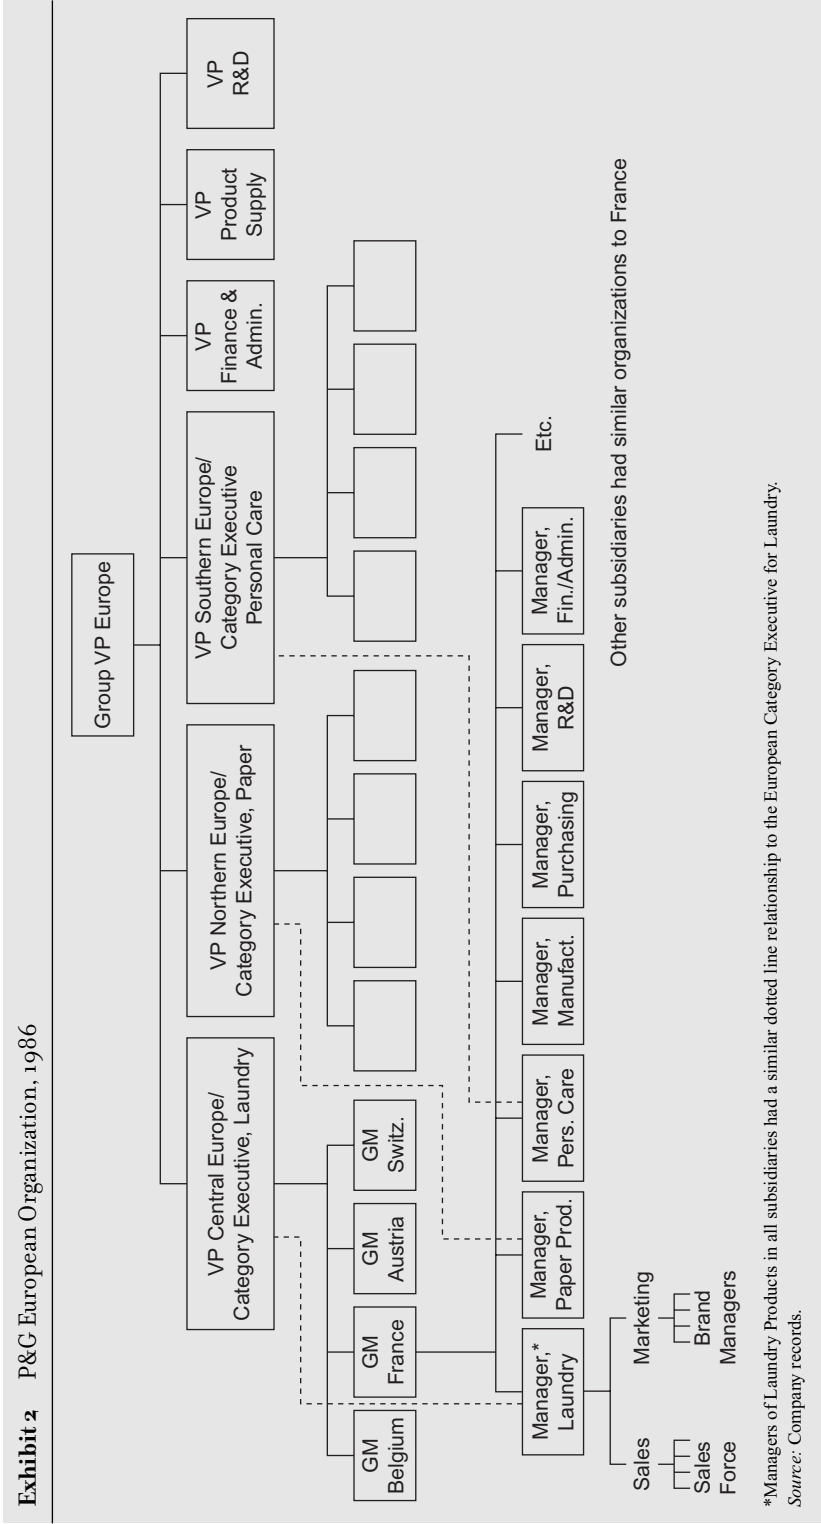 Exhibit 2 P&G European Organization, 1986
Group VP Europe
VP Central Europe/
Category Executive, Laundry
VP Northern Europe/
Category Executive, Paper
VP Southern Europe/
Category Executive
Personal Care
VP
Finance &
Admin.
VP
Product
Supply
VP
R&D
GM
Belgium
GM
France
GM
Austria
GM
Switz.
Manager,*
Laundry
Manager,
Paper Prod.
Manager,
Pers. Care
Manager,
Manufact.
Manager,
Purchasing
Manager,
R&D
Manager,
Fin./Admin.
Etc.
Sales
Marketing
Sales
Force
Brand
Managers
Other subsidiaries had similar organizations to France
*Managers of Laundry Products in all subsidiaries had a similar dotted line relationship to the European Category Executive for Laundry.
Source: Company records.